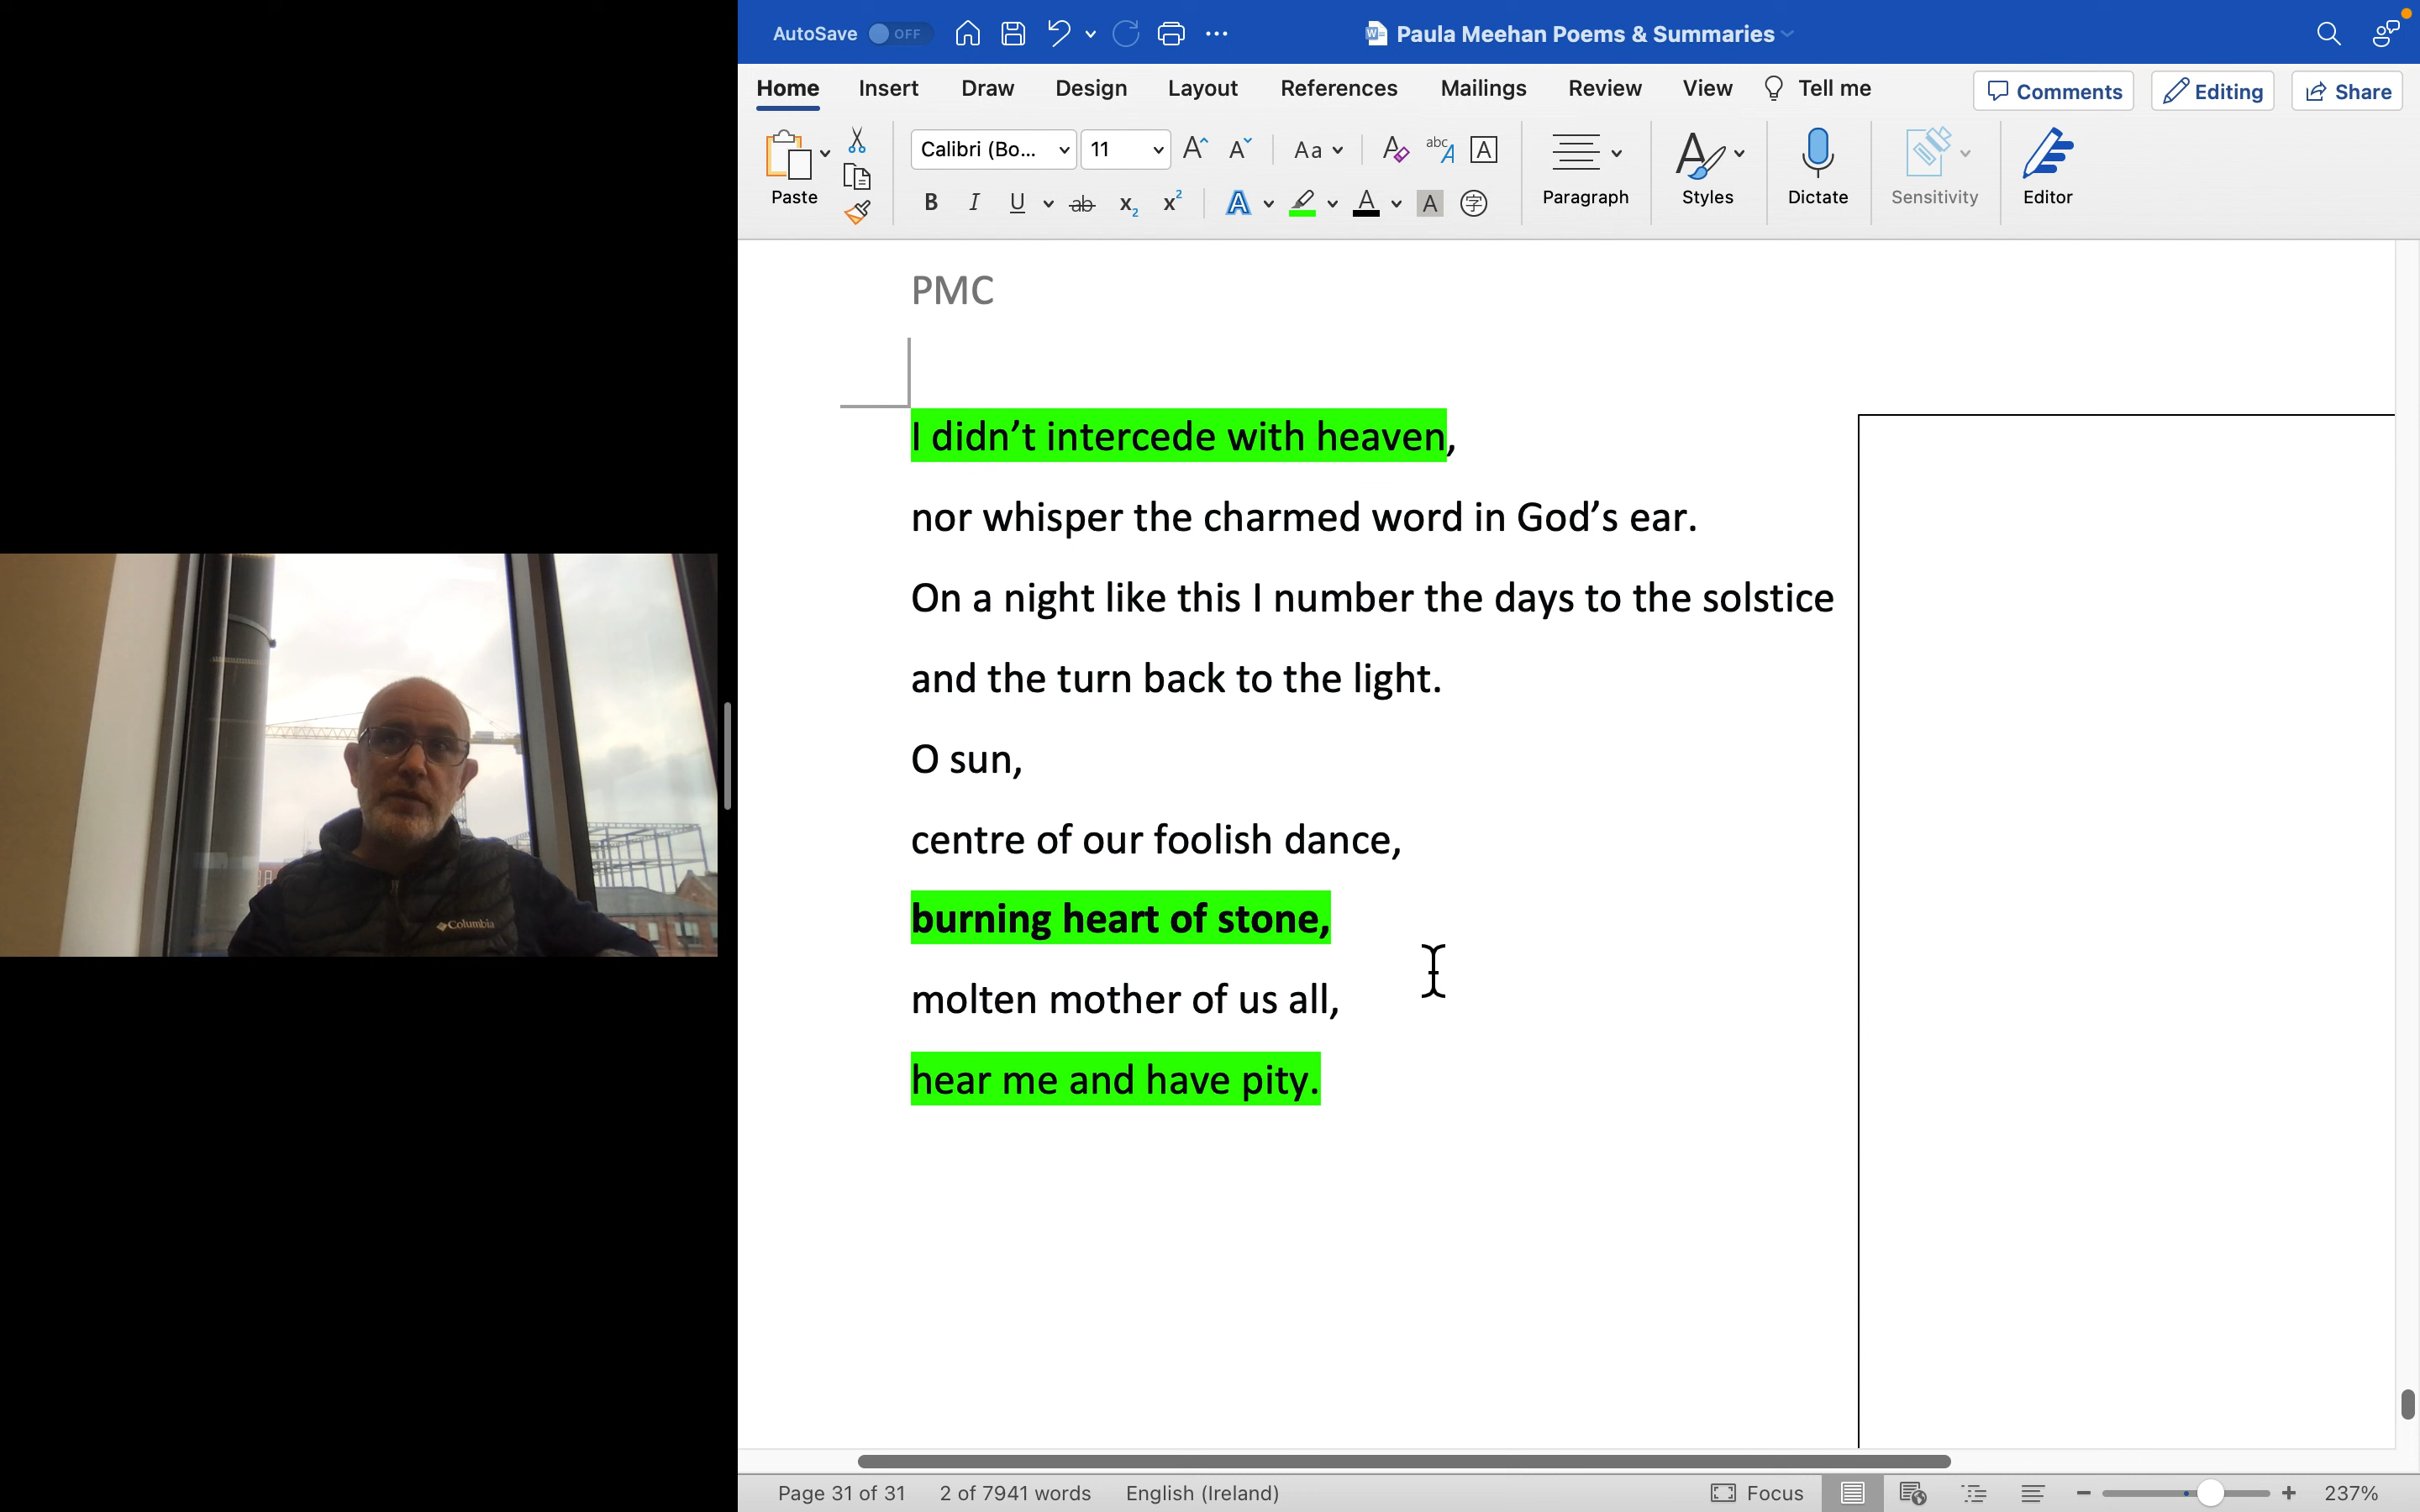 AutoSave OFF
Paula Meehan Poems & Summaries
Home Insert Draw Design Layout References Mailings Review View Tell me Comments Editing Share
Calibri (Bo... 11
Paste Paragraph Styles Dictate Sensitivity Editor
PMC
I didn’t intercede with heaven,
nor whisper the charmed word in God’s ear.
On a night like this I number the days to the solstice
and the turn back to the light.
O sun,
centre of our foolish dance,
burning heart of stone,
molten mother of us all,
hear me and have pity.
Columbia
Page 31 of 31 2 of 7941 words English (Ireland) Focus 237%